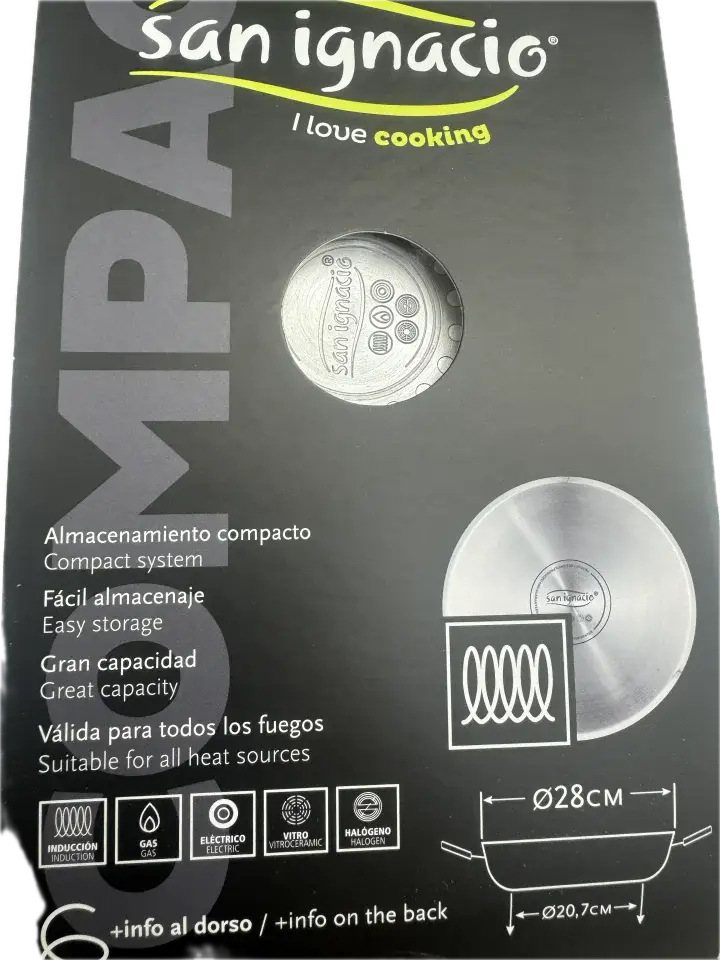 san ignacio®
I love cooking
COMPAC
san ignacio®
Almacenamiento compacto
Compact system
Fácil almacenaje
Easy storage
Gran capacidad
Great capacity
Válida para todos los fuegos
Suitable for all heat sources
san ignacio®
INDUCCIÓN
INDUCTION
GAS
GAS
ELÉCTRICO
ELECTRIC
VITRO
VITROCERAMIC
HALÓGENO
HALOGEN
Ø28CM
Ø20,7CM
+info al dorso / +info on the back